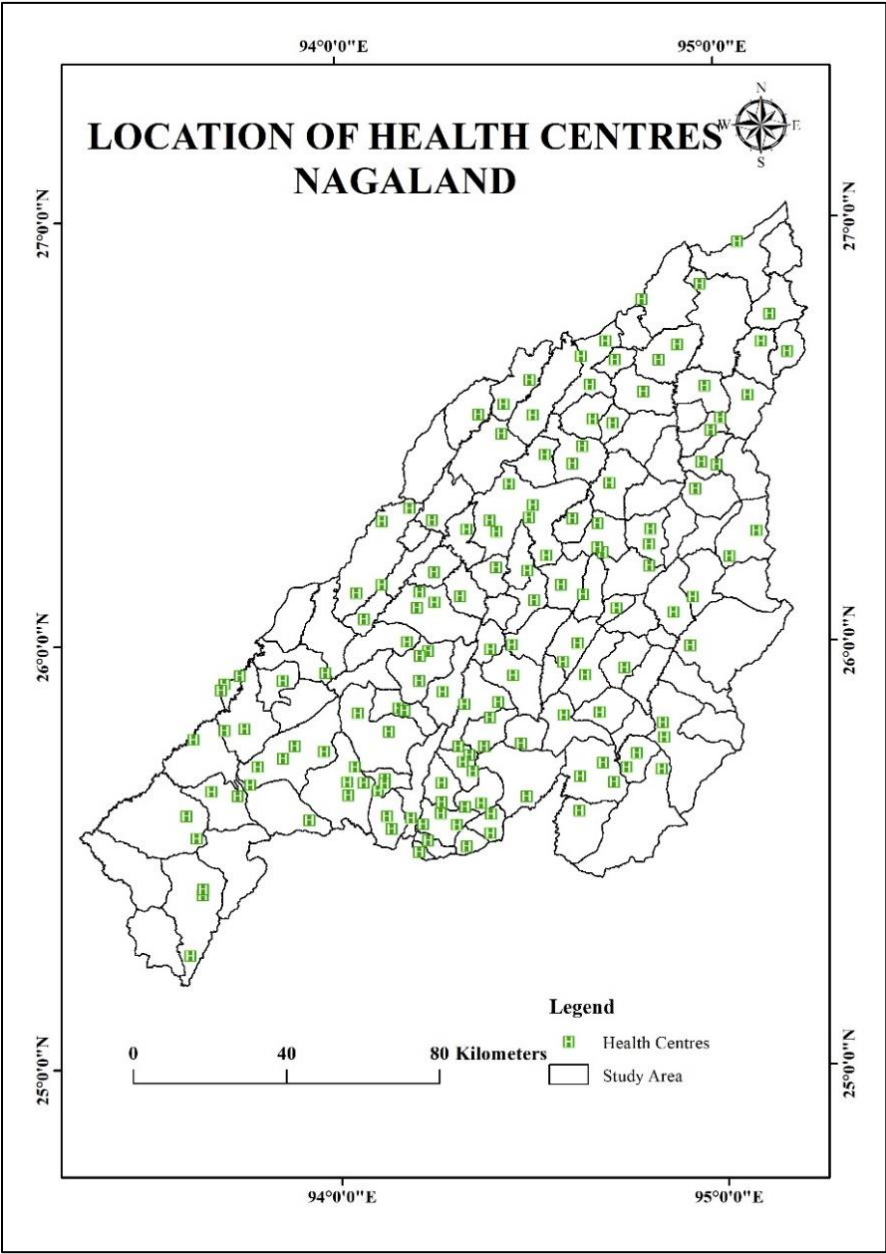 94°0'0"E
95°0'0"E
N
LOCATION OF HEALTH CENTRES
W
E
S
NAGALAND
27°0'0"N
27°0'0"N
26°0'0"N
26°0'0"N
Legend
0
40
80 Kilometers
H Health Centres
Study Area
25°0'0"N
25°0'0"N
94°0'0"E
95°0'0"E